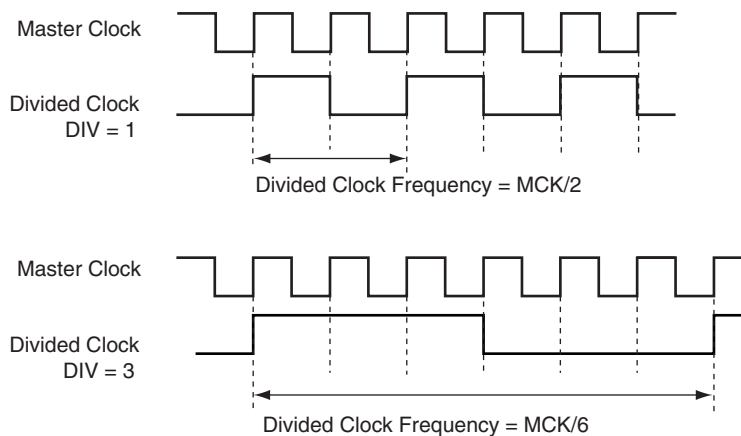 Master Clock
Divided Clock
DIV = 1
Divided Clock Frequency = MCK/2
Master Clock
Divided Clock
DIV = 3
Divided Clock Frequency = MCK/6